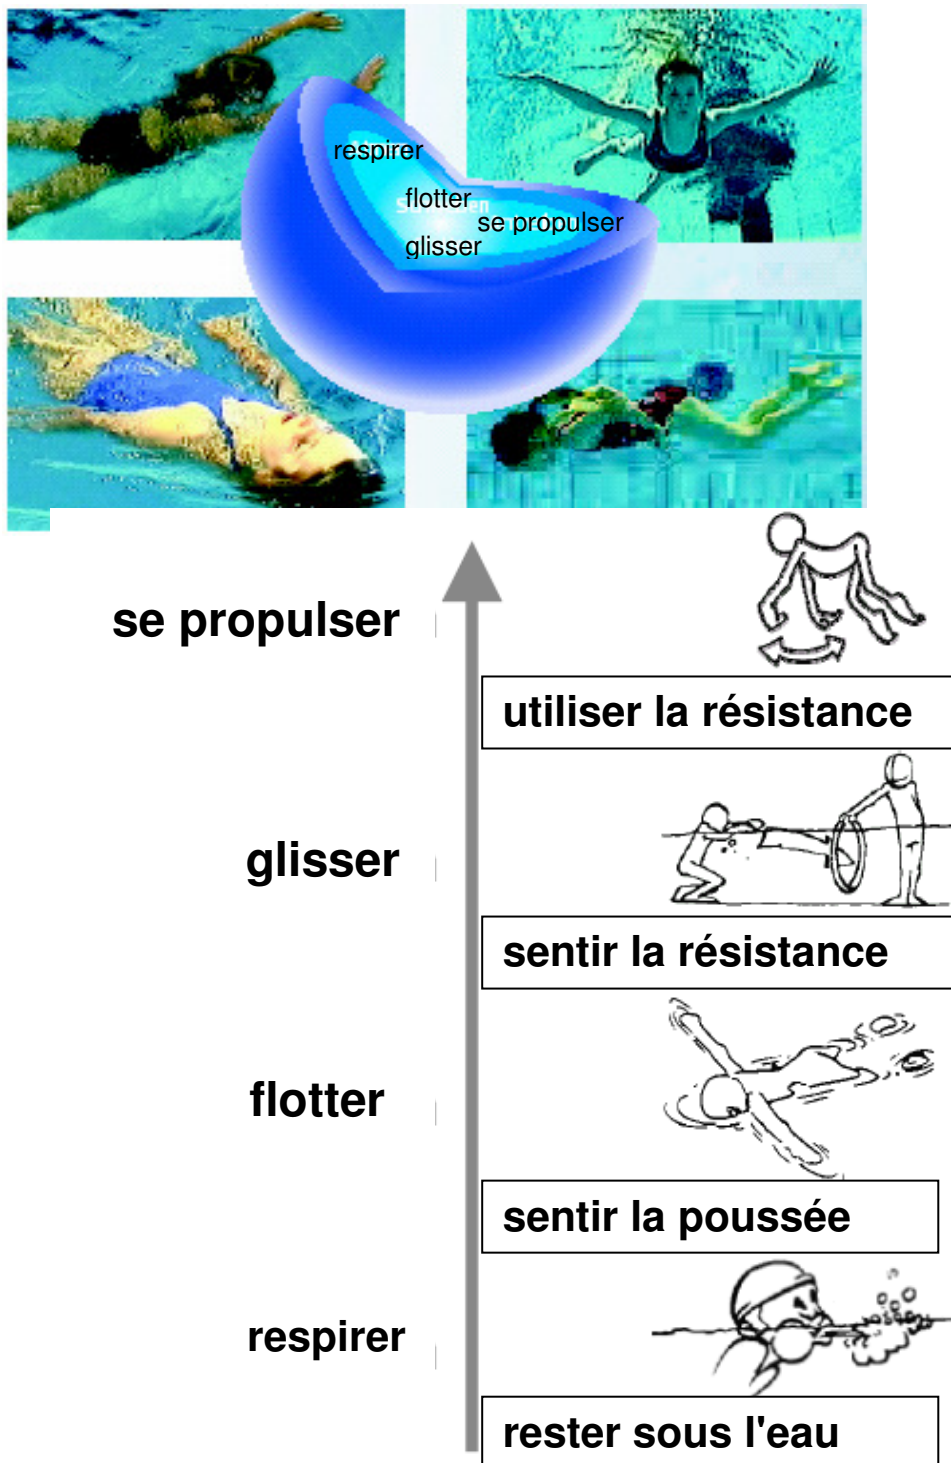 respirer
flotter
se propulser
glisser
se propulser
utiliser la résistance
glisser
sentir la résistance
flotter
sentir la poussée
respirer
rester sous l'eau